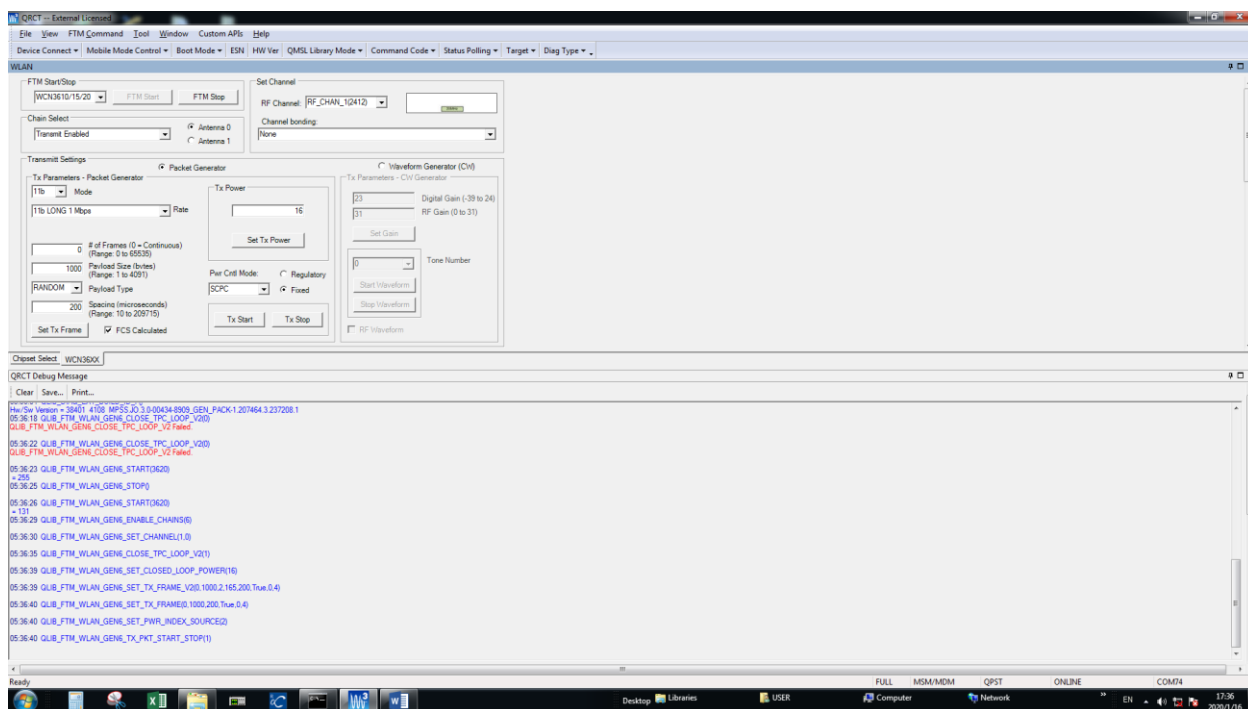 QRCT -- External Licensed
File View FTM Command Tool Window Custom APIs Help
Device Connect Mobile Mode Control Boot Mode ESN HW Ver QMSL Library Mode Command Code Status Polling Target Diag Type
WLAN
FTM Start/Stop
WCN3610/15/20 FTM Start FTM Stop
Set Channel
RF Channel: RF_CHAN_1(2412)
Channel bonding:
None
Chain Select
Transmit Enabled
Antenna 0
Antenna 1
Transmitt Settings
Packet Generator
Waveform Generator (CW)
Tx Parameters - Packet Generator
11b Mode
11b LONG 1 Mbps Rate
0 # of Frames (0 = Continuous)
(Range: 0 to 65535)
1000 Payload Size (bytes)
(Range: 1 to 4091)
RANDOM Payload Type
200 Spacing (microseconds)
(Range: 10 to 209715)
Set Tx Frame FCS Calculated
Tx Power
16
Set Tx Power
Pwr Cntl Mode: Regulatory
SCPC Fixed
Tx Start Tx Stop
Tx Parameters - CW Generator
23 Digital Gain (-39 to 24)
31 RF Gain (0 to 31)
Set Gain
0 Tone Number
Start Waveform
Stop Waveform
RF Waveform
Chipset Select WCN36XX
QRCT Debug Message
Clear Save... Print...
Hw/Sw Version = 38401 4108 MPSS.JO.3.0-00434-8909_GEN_PACK-1.207464.3.237208.1
05:36:18 QLIB_FTM_WLAN_GEN6_CLOSE_TPC_LOOP_V2(0)
QLIB_FTM_WLAN_GEN6_CLOSE_TPC_LOOP_V2 Failed.
05:36:22 QLIB_FTM_WLAN_GEN6_CLOSE_TPC_LOOP_V2(0)
QLIB_FTM_WLAN_GEN6_CLOSE_TPC_LOOP_V2 Failed.
05:36:23 QLIB_FTM_WLAN_GEN6_START(3620)
= 255
05:36:25 QLIB_FTM_WLAN_GEN6_STOP()
05:36:26 QLIB_FTM_WLAN_GEN6_START(3620)
= 131
05:36:29 QLIB_FTM_WLAN_GEN6_ENABLE_CHAINS(6)
05:36:30 QLIB_FTM_WLAN_GEN6_SET_CHANNEL(1,0)
05:36:35 QLIB_FTM_WLAN_GEN6_CLOSE_TPC_LOOP_V2(1)
05:36:39 QLIB_FTM_WLAN_GEN6_SET_CLOSED_LOOP_POWER(16)
05:36:39 QLIB_FTM_WLAN_GEN6_SET_TX_FRAME_V2(0,1000,2,165,200,True,0,4)
05:36:40 QLIB_FTM_WLAN_GEN6_SET_TX_FRAME(0,1000,200,True,0,4)
05:36:40 QLIB_FTM_WLAN_GEN6_SET_PWR_INDEX_SOURCE(2)
05:36:40 QLIB_FTM_WLAN_GEN6_TX_PKT_START_STOP(1)
Ready FULL MSM/MDM QPST ONLINE COM74
Desktop Libraries USER Computer Network EN 17:36
2020/1/16